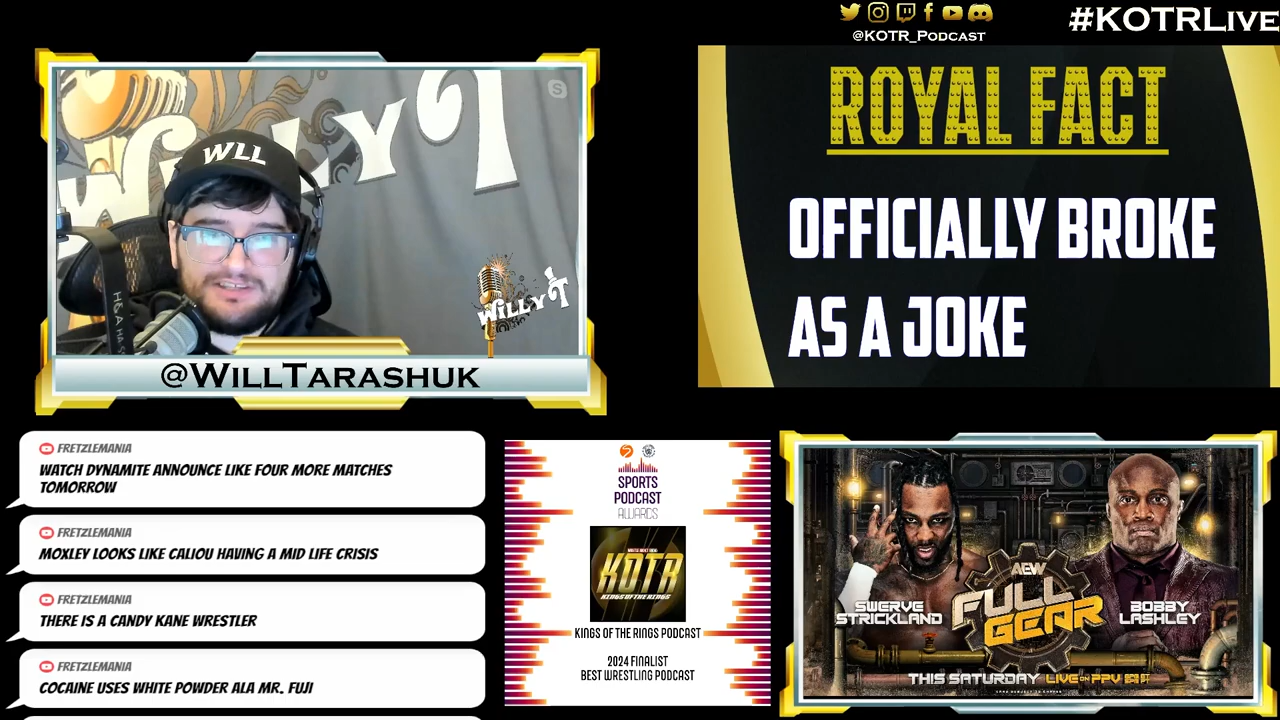 @KOTR_Podcast
#KOTRLive
WILLY T
WLL
H&A
WILLY T
@WillTarashuk
ROYAL FACT
OFFICIALLY BROKE
AS A JOKE
FRETZLEMANIA
WATCH DYNAMITE ANNOUNCE LIKE FOUR MORE MATCHES
TOMORROW
FRETZLEMANIA
MOXLEY LOOKS LIKE CALIOU HAVING A MID LIFE CRISIS
FRETZLEMANIA
THERE IS A CANDY KANE WRESTLER
FRETZLEMANIA
COCAINE USES WHITE POWDER ALA MR. FUJI
SPORTS
PODCAST
AWARDS
KOTR
KINGS OF THE RINGS
KINGS OF THE RINGS PODCAST
2024 FINALIST
BEST WRESTLING PODCAST
SWERVE
STRICKLAND
AEW
FULL
GEAR
BOBBY
LASHLEY
THIS SATURDAY LIVE ON PPV